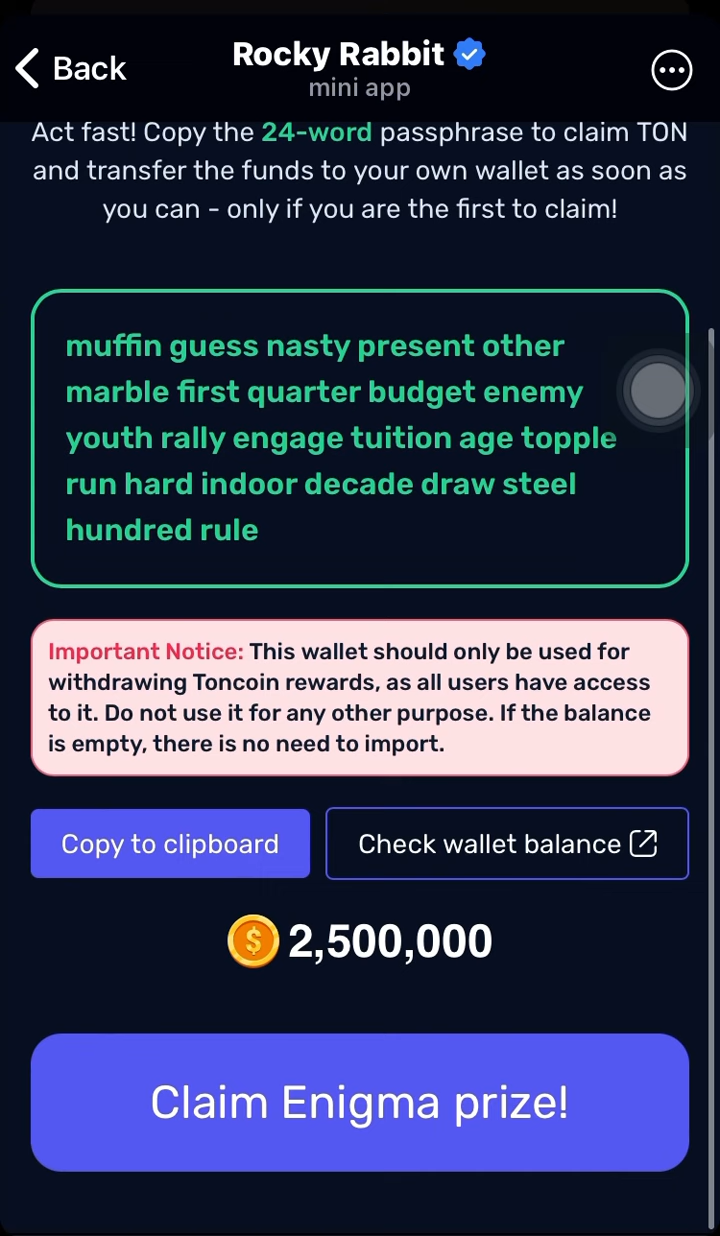 Back
Rocky Rabbit
mini app
Act fast! Copy the 24-word passphrase to claim TON
and transfer the funds to your own wallet as soon as
you can - only if you are the first to claim!
muffin guess nasty present other
marble first quarter budget enemy
youth rally engage tuition age topple
run hard indoor decade draw steel
hundred rule
Important Notice: This wallet should only be used for
withdrawing Toncoin rewards, as all users have access
to it. Do not use it for any other purpose. If the balance
is empty, there is no need to import.
Copy to clipboard
Check wallet balance
$ 2,500,000
Claim Enigma prize!